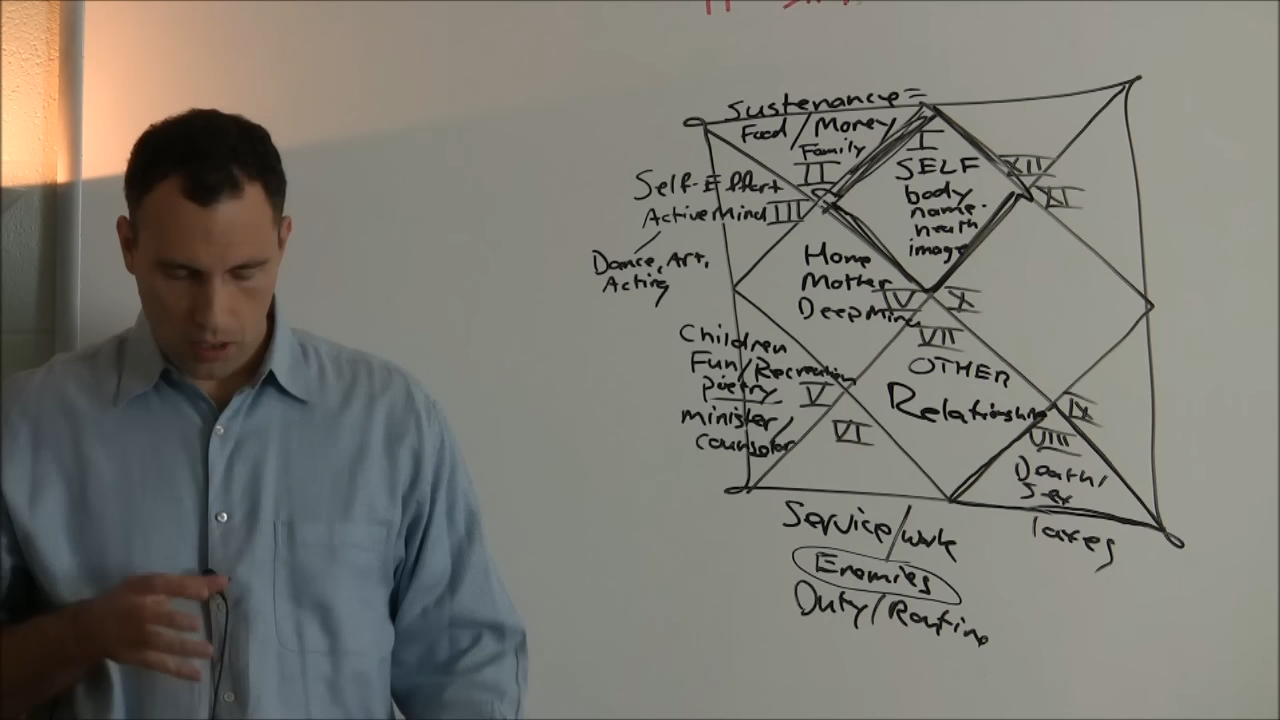 Sustenance =
Food / Money /
Family
II
I
SELF
body
name.
health
image
XII
XI
Self-Effort
Active Mind III
Dance, Art,
Acting
Home
Mother
IV
Deep Mind
X
VII
OTHER
Relationships
Children
Fun/Recreation
Poetry
V
minister /
Counselor
VI
IX
VIII
Death/
Sex
Taxes
Service/work
Enemies
Duty/Routine